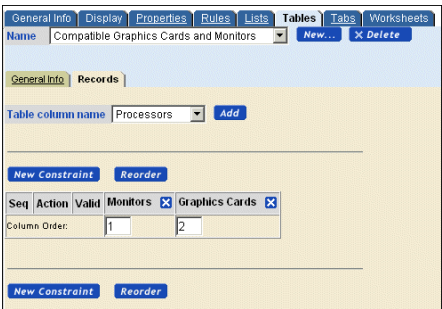 General Info Display Properties Rules Lists Tables Tabs Worksheets
Name Compatible Graphics Cards and Monitors New... X Delete
General Info Records
Table column name Processors Add
New Constraint Reorder
Seq Action Valid Monitors X Graphics Cards X
Column Order: 1 2
New Constraint Reorder